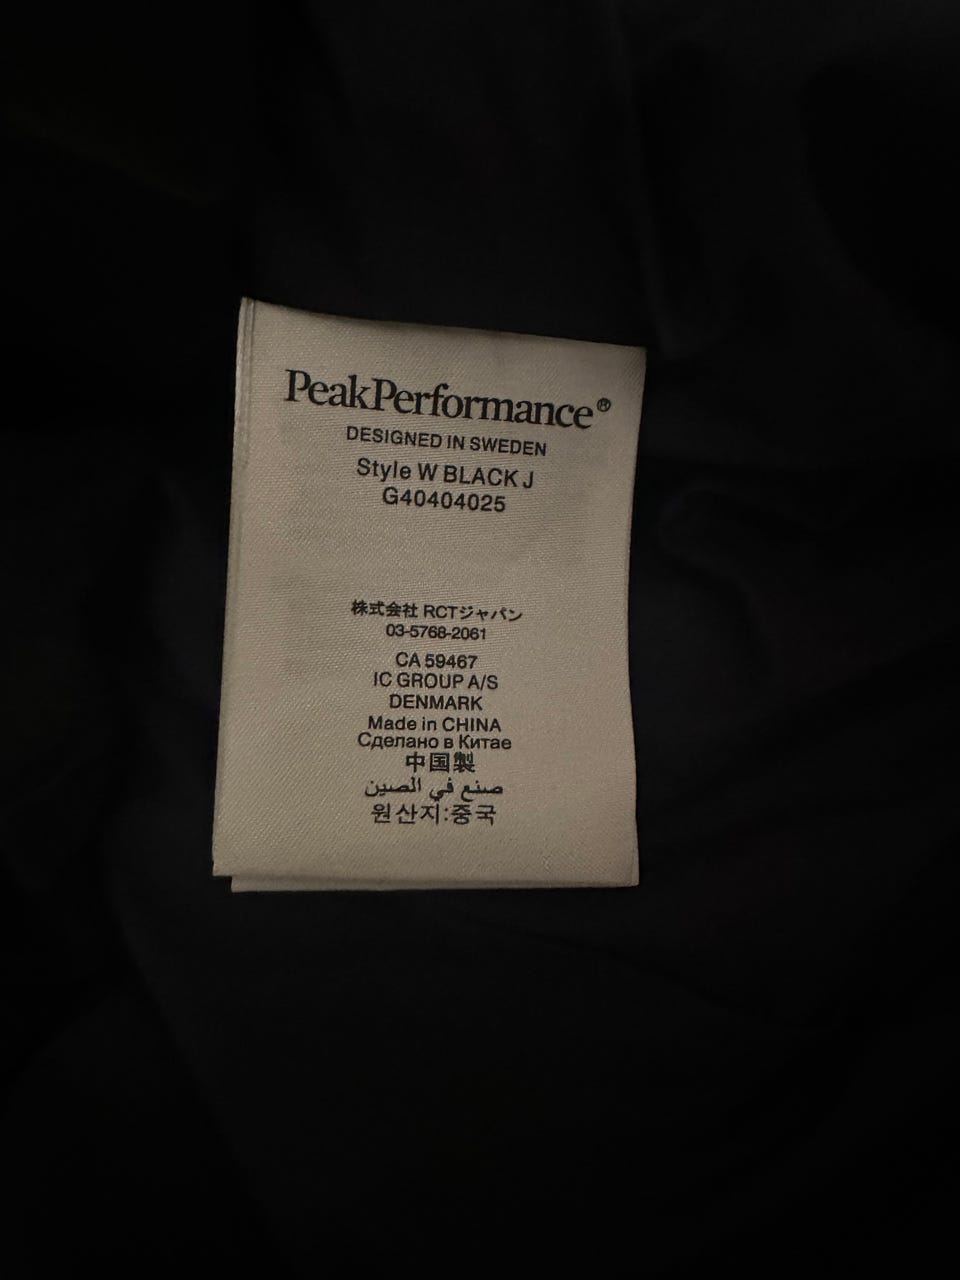 PeakPerformance®
DESIGNED IN SWEDEN
Style W BLACK J
G40404025
株式会社 RCTジャパン
03-5768-2061
CA 59467
IC GROUP A/S
DENMARK
Made in CHINA
Сделано в Китае
中国製
صنع في الصين
원산지:중국